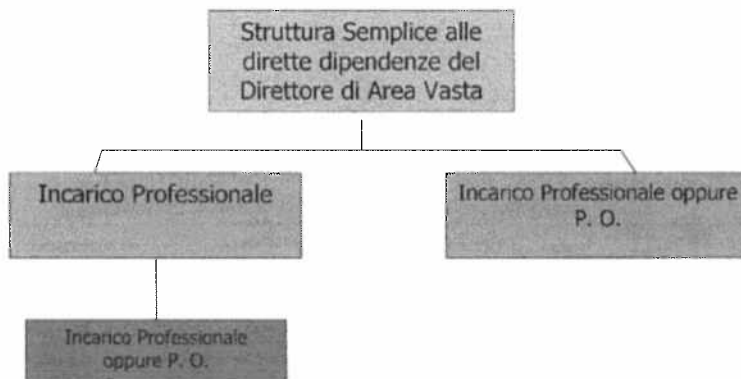 Struttura Semplice alle
dirette dipendenze del
Direttore di Area Vasta
Incarico Professionale
Incarico Professionale oppure
P. O.
Incarico Professionale
oppure P. O.